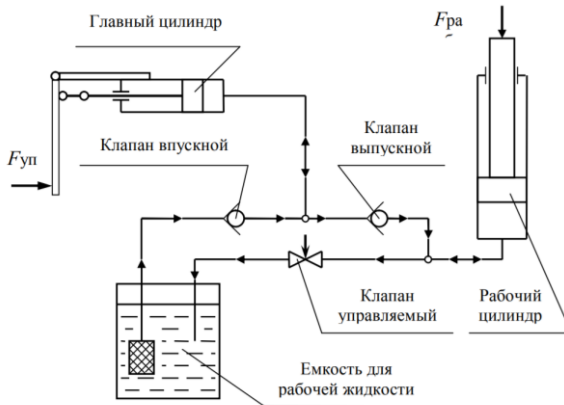 Главный цилиндр
Fра
Fуп
Клапан впускной
Клапан
выпускной
Клапан
управляемый
Рабочий
цилиндр
Емкость для
рабочей жидкости